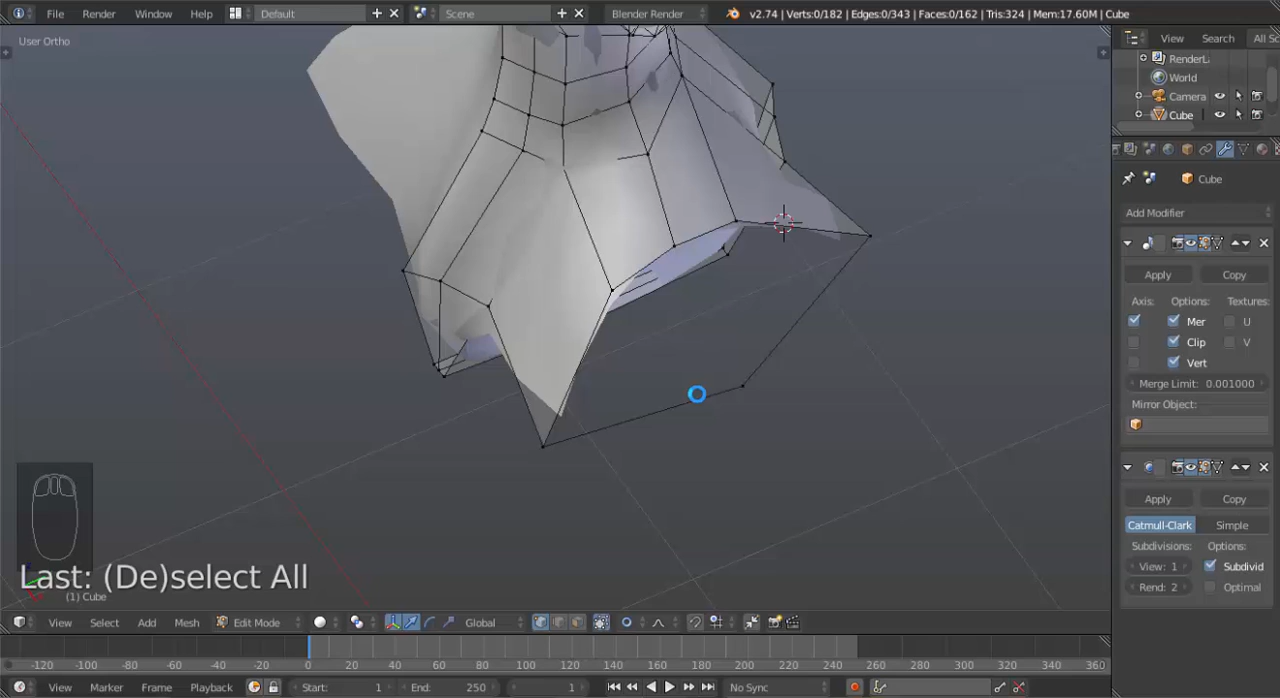 File Render Window Help Default Scene Blender Render v2.74 | Verts:0/182 | Edges:0/343 | Faces:0/162 | Tris:324 | Mem:17.60M | Cube
User Ortho
View Search All Sc
RenderL
World
Camera
Cube
Cube
Add Modifier
Apply Copy
Axis: Options: Textures:
Mer U
Clip V
Vert
Merge Limit: 0.001000
Mirror Object:
Apply Copy
Catmull-Clark Simple
Subdivisions: Options:
View: 1 Subdivid
Rend: 2 Optimal
Last: (De)select All
(1) Cube
View Select Add Mesh Edit Mode Global
-120 -100 -80 -60 -40 -20 0 20 40 60 80 100 120 140 160 180 200 220 240 260 280 300 320 340 360
View Marker Frame Playback Start: 1 End: 250 1 No Sync